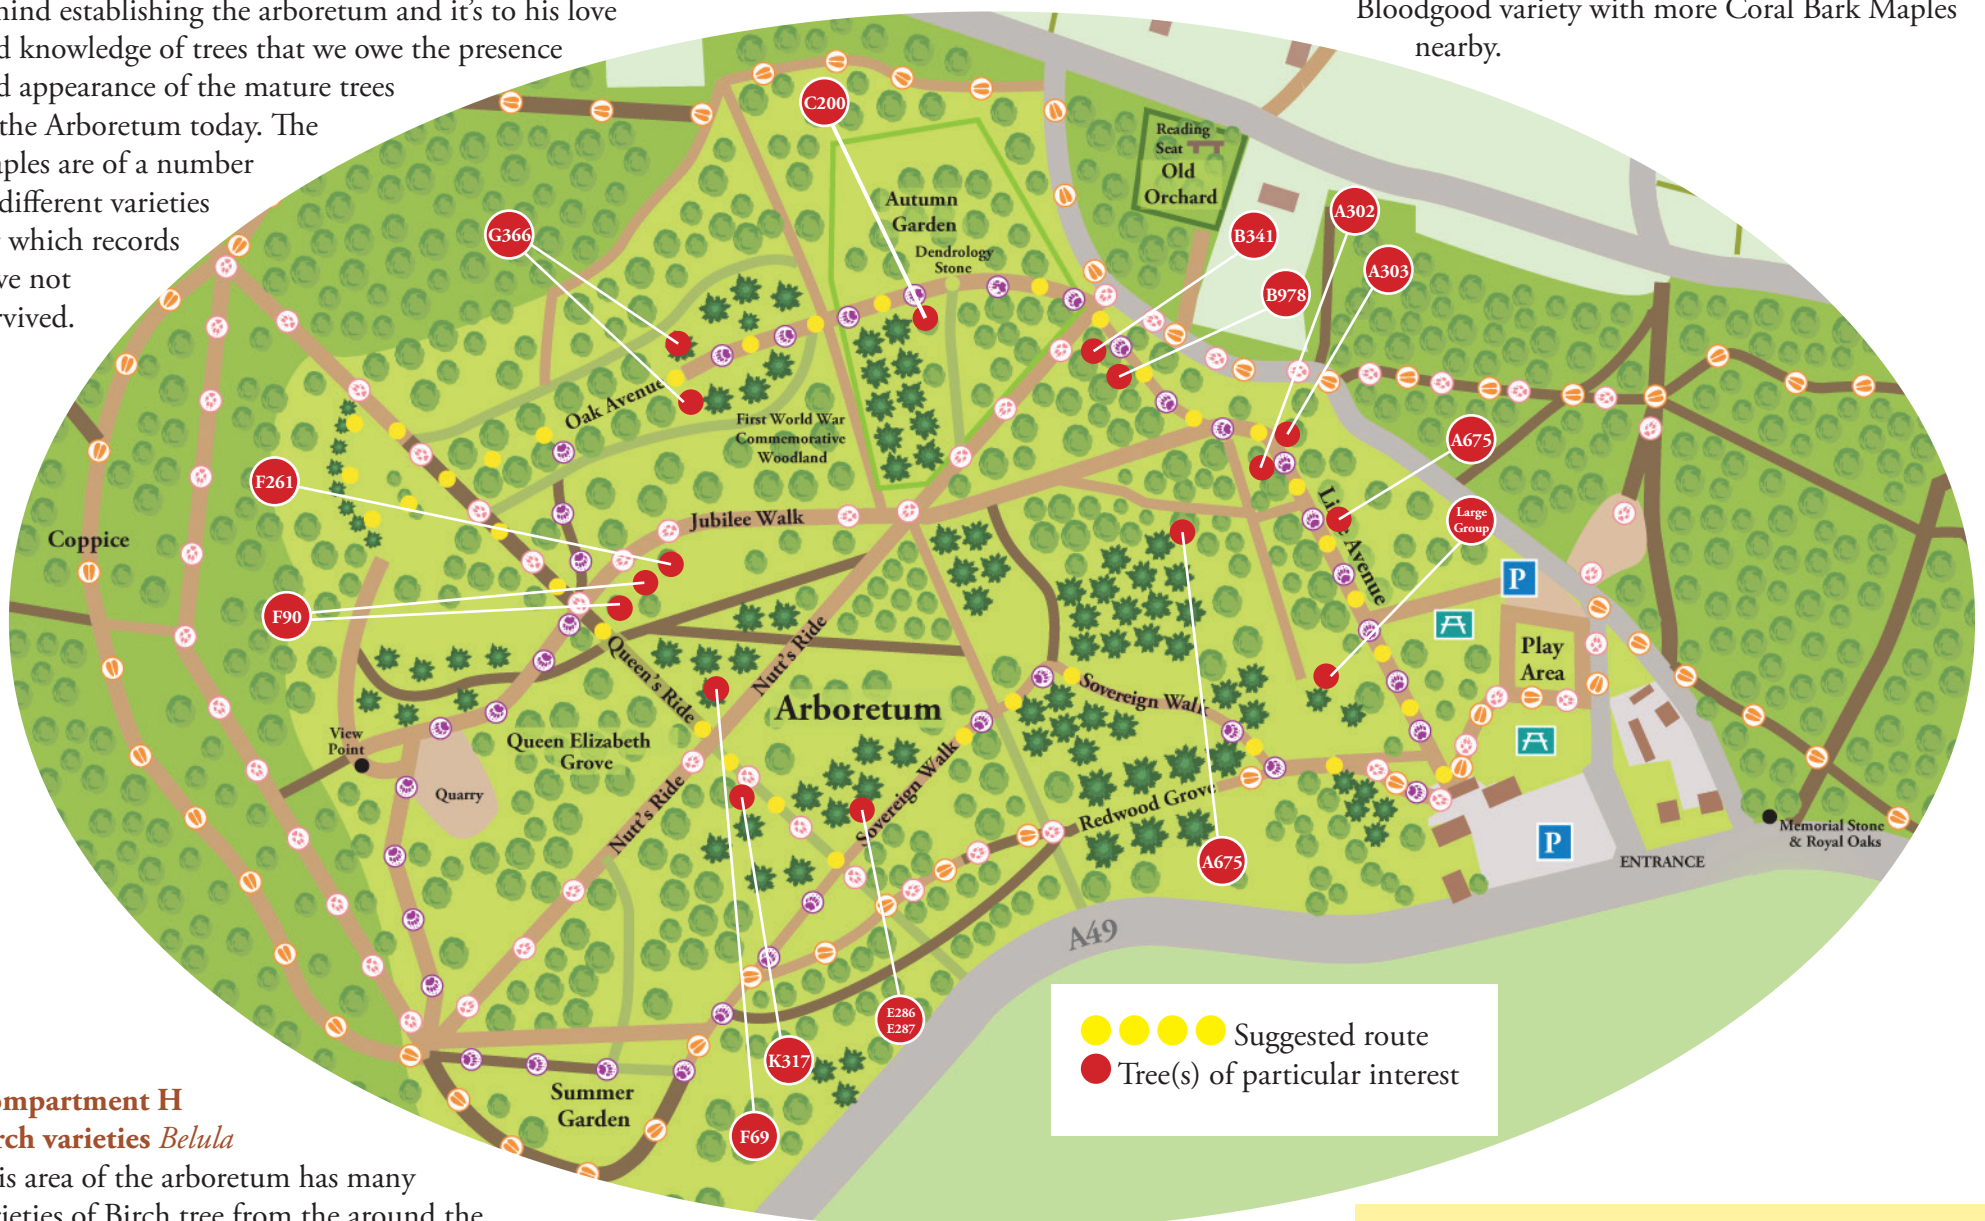 mind establishing the arboretum and it's to his love
d knowledge of trees that we owe the presence
d appearance of the mature trees
the Arboretum today. The
aples are of a number
different varieties
which records
ve not
rvived.
Bloodgood variety with more Coral Bark Maples
nearby.
C200
Reading
Seat
Old
Orchard
Autumn
Garden
Dendrology
Stone
G366
B341
A302
A303
B978
Oak Avenue
First World War
Commemorative
Woodland
A675
F261
Large
Group
Lime Avenue
Jubilee Walk
Coppice
P
F90
Play
Area
Queen's Ride
Nutt's Ride
Arboretum
Sovereign Walk
View
Point
Queen Elizabeth
Grove
Quarry
Nutt's Ride
Sovereign Walk
Redwood Grove
P
Memorial Stone
& Royal Oaks
ENTRANCE
A675
A49
E286
E287
K317
F69
Summer
Garden
Suggested route
Tree(s) of particular interest
ompartment H
rch varieties Belula
is area of the arboretum has many
rieties of Birch tree from the around the